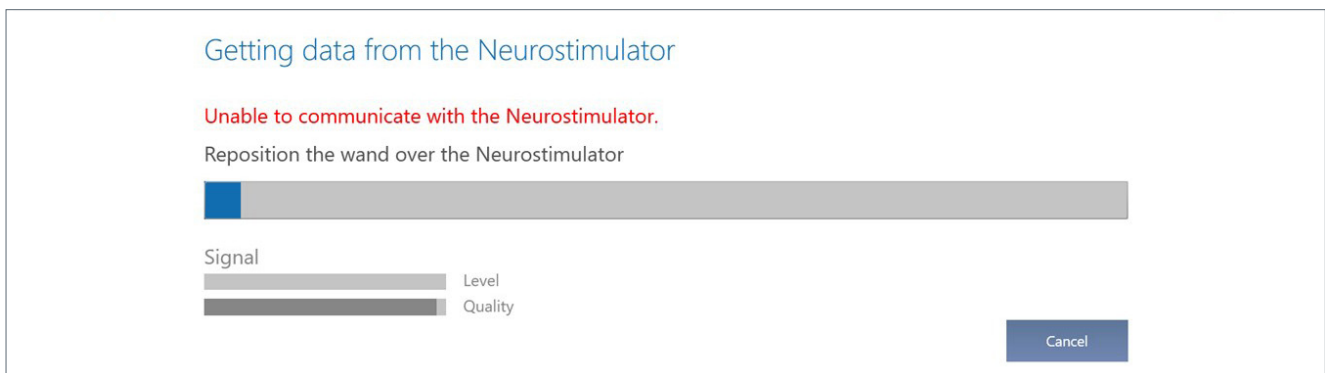 Getting data from the Neurostimulator
Unable to communicate with the Neurostimulator.
Reposition the wand over the Neurostimulator
Signal
Level
Quality
Cancel